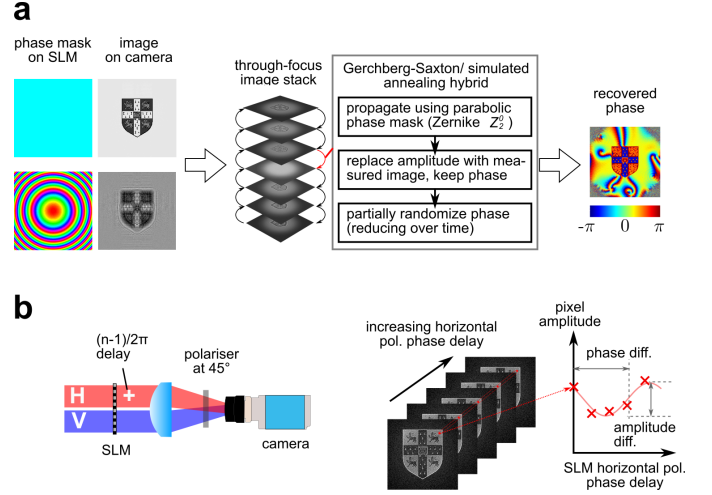 a
phase mask
on SLM
image
on camera
through-focus
image stack
Gerchberg-Saxton/ simulated
annealing hybrid
propagate using parabolic
phase mask (Zernike Z⁰₂ )
replace amplitude with mea-
sured image, keep phase
partially randomize phase
(reducing over time)
recovered
phase
-π 0 π
b
(n-1)/2π
delay
polariser
at 45°
H
V
SLM
camera
increasing horizontal
pol. phase delay
pixel
amplitude
phase diff.
amplitude
diff.
SLM horizontal pol.
phase delay